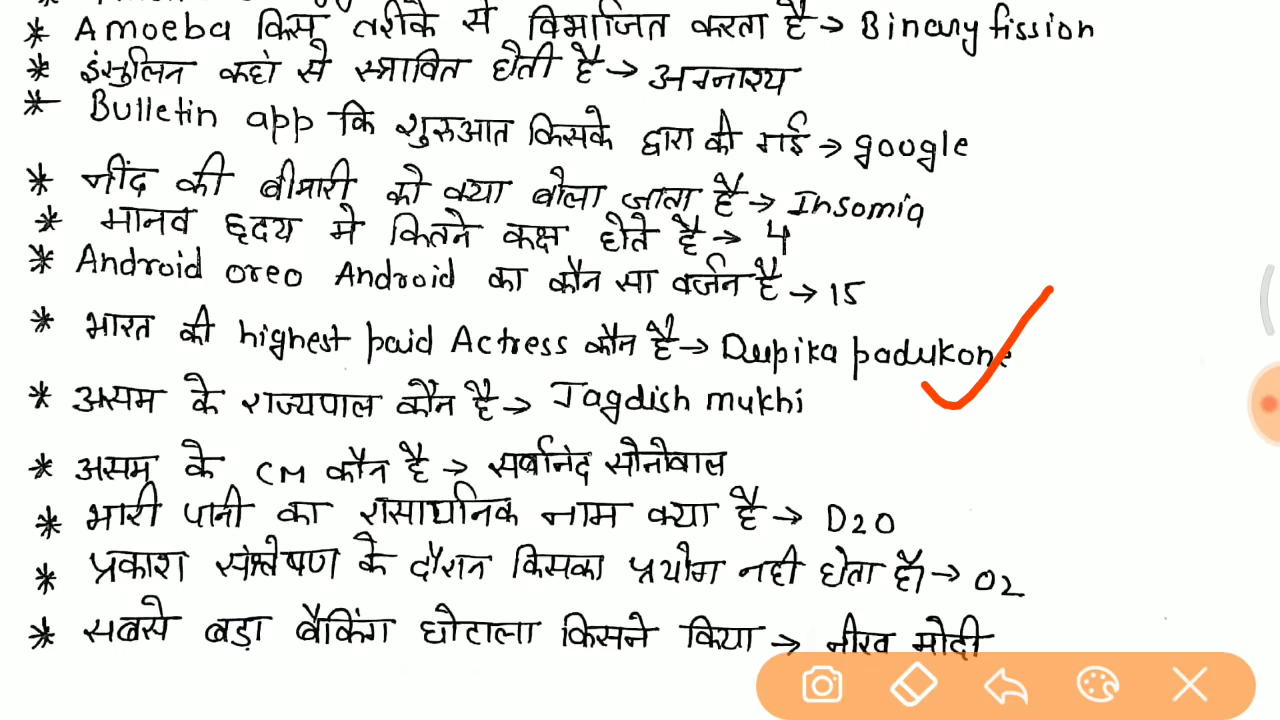 * Amoeba किस तरीके से विभाजित करता है → Binary fission
* इंसुलिन कहा से स्त्रावित होती है → अग्नाश्य
* Bulletin app कि शुरुआत किसके द्वारा की गई → google
* नींद की बीमारी को क्या बोला जाता है → Insomia
* मानव हृदय मे कितने कक्ष होते है → 4
* Android oreo Android का कौन सा वर्जन है → 15
* भारत की highest paid Actress कौन है → Deepika padukone
* असम के राज्यपाल कौन है → Jagdish mukhi
* असम के CM कौन है → सर्बानंद सोनोवाल
* भारी पानी का रासायनिक नाम क्या है → D2O
* प्रकाश संश्लेषण के दौरान किसका प्रयोग नही होता है → O2
* सबसे बड़ा बैंकिंग घोटाला किसने किया → नीरव मोदी